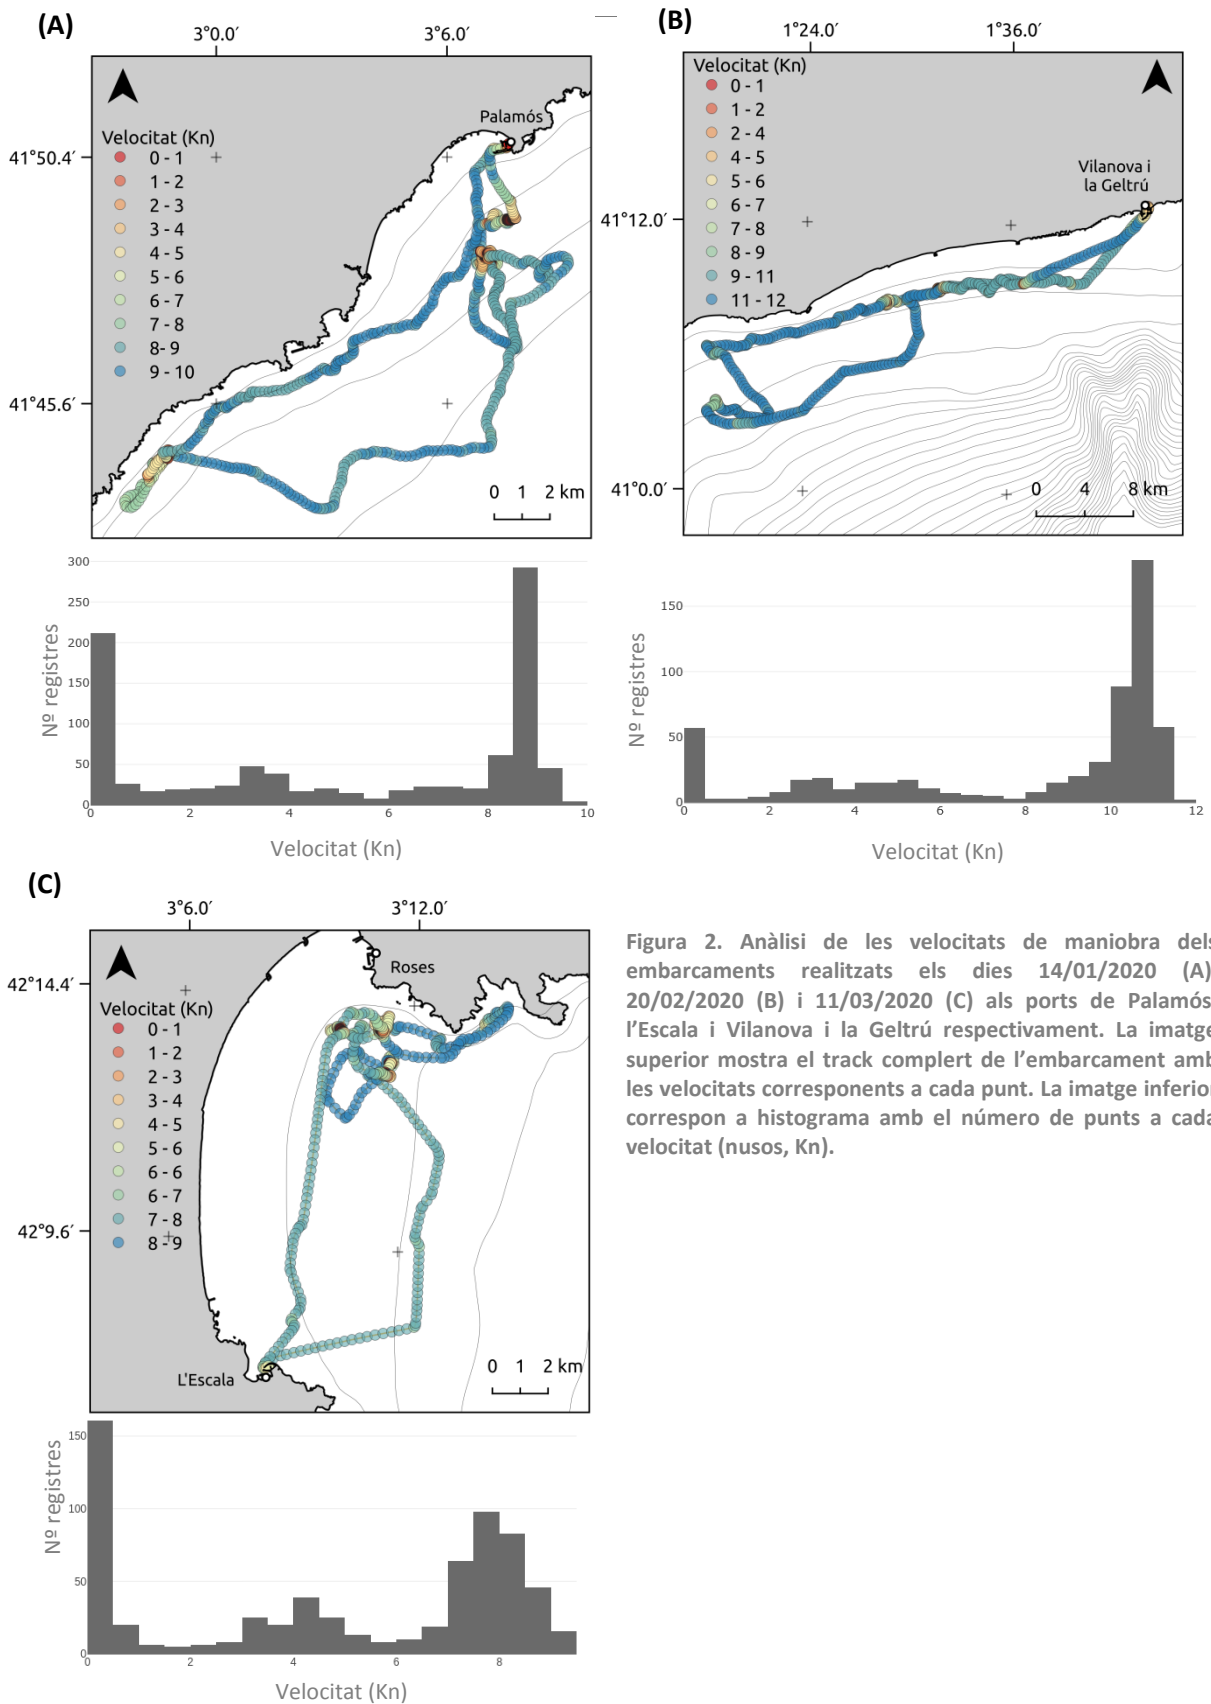 (A)
3°0.0′ 3°6.0′
Palamós
Velocitat (Kn)
0 - 1
1 - 2
2 - 3
3 - 4
4 - 5
5 - 6
6 - 7
7 - 8
8 - 9
9 - 10
41°50.4′
41°45.6′
0 1 2 km
300
250
200
150
100
50
0
Nº registres
0 2 4 6 8 10
Velocitat (Kn)
(B)
1°24.0′ 1°36.0′
Velocitat (Kn)
0 - 1
1 - 2
2 - 4
4 - 5
5 - 6
6 - 7
7 - 8
8 - 9
9 - 11
11 - 12
Vilanova i
la Geltrú
41°12.0′
41°0.0′
0 4 8 km
150
100
50
0
Nº registres
0 2 4 6 8 10 12
Velocitat (Kn)
(C)
3°6.0′ 3°12.0′
Roses
42°14.4′
Velocitat (Kn)
0 - 1
1 - 2
2 - 3
3 - 4
4 - 5
5 - 6
6 - 6
6 - 7
7 - 8
8 - 9
42°9.6′
L'Escala
0 1 2 km
150
100
50
0
Nº registres
0 2 4 6 8
Velocitat (Kn)
Figura 2. Anàlisi de les velocitats de maniobra dels
embarcaments realitzats els dies 14/01/2020 (A)
20/02/2020 (B) i 11/03/2020 (C) als ports de Palamós
l’Escala i Vilanova i la Geltrú respectivament. La imatge
superior mostra el track complert de l’embarcament amb
les velocitats corresponents a cada punt. La imatge inferior
correspon a histograma amb el número de punts a cada
velocitat (nusos, Kn).